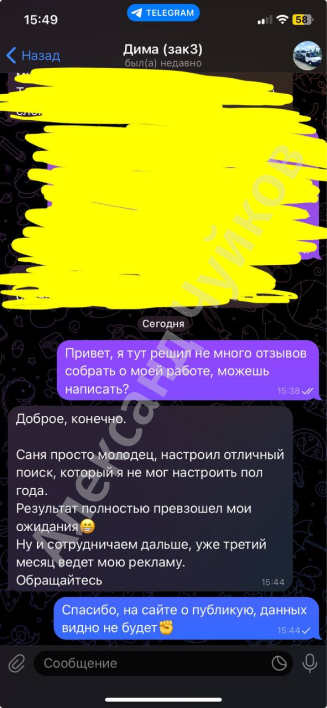 15:49
TELEGRAM
58
Назад
Дима (зак3)
был(а) недавно
Сегодня
Привет, я тут решил не много отзывов
собрать о моей работе, можешь
написать?
15:38
Доброе, конечно.
Саня просто молодец, настроил отличный
поиск, который я не мог настроить пол
года.
Результат полностью превзошел мои
ожидания😁
Ну и сотрудничаем дальше, уже третий
месяц ведет мою рекламу.
Обращайтесь
15:44
Спасибо, на сайте о публикую, данных
видно не будет✊
15:44
Сообщение
Александр Чуйков